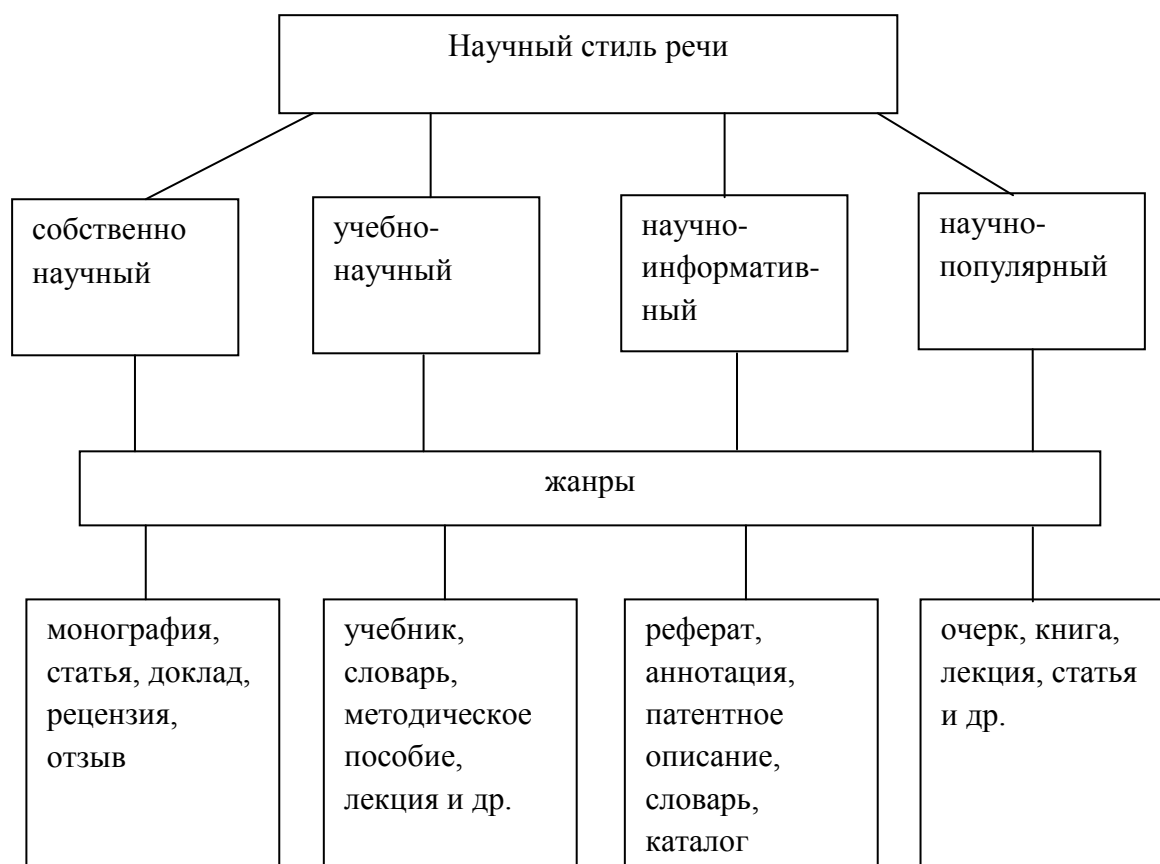 Научный стиль речи
собственно
научный
учебно-
научный
научно-
информатив-
ный
научно-
популярный
жанры
монография,
статья, доклад,
рецензия,
отзыв
учебник,
словарь,
методическое
пособие,
лекция и др.
реферат,
аннотация,
патентное
описание,
словарь,
каталог
очерк, книга,
лекция, статья
и др.